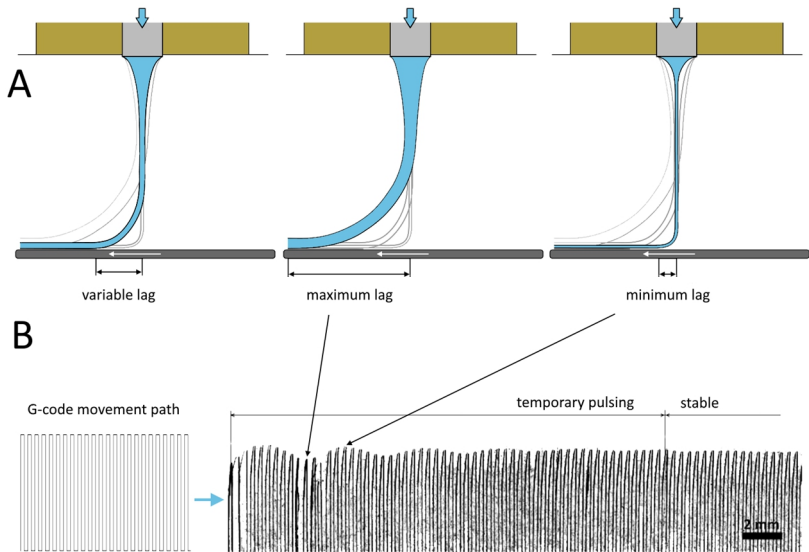 A
variable lag
maximum lag
minimum lag
B
G-code movement path
temporary pulsing
stable
2 mm